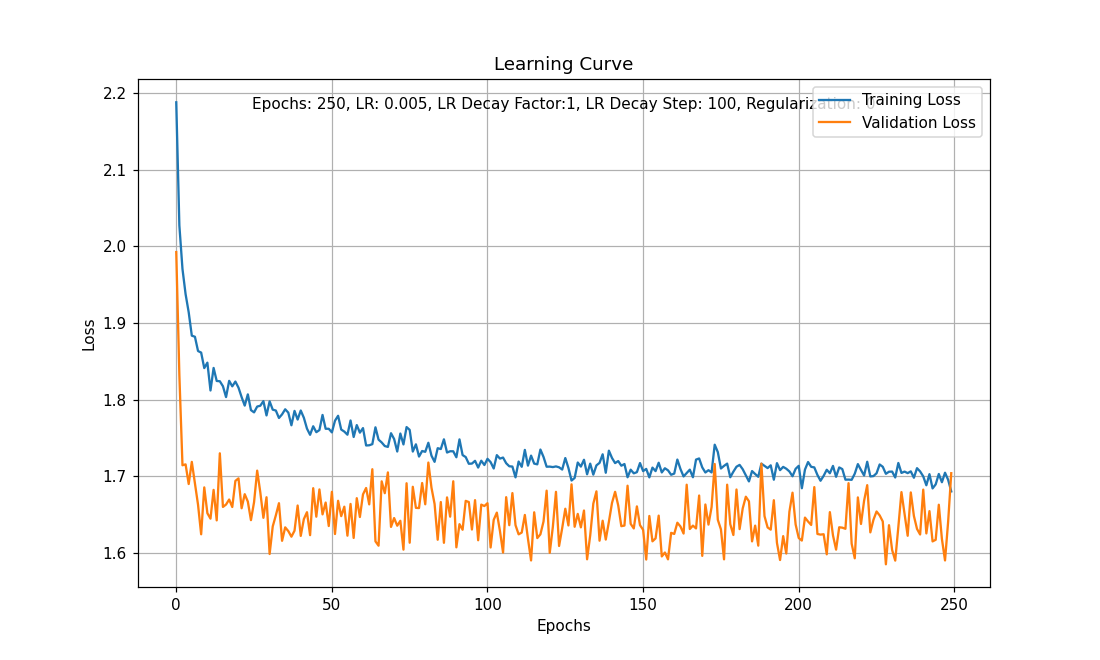 Learning Curve
2.2
2.1
2.0
1.9
1.8
1.7
1.6
Loss
Epochs: 250, LR: 0.005, LR Decay Factor:1, LR Decay Step: 100, Regularization: 0
Training Loss
Validation Loss
0 50 100 150 200 250
Epochs